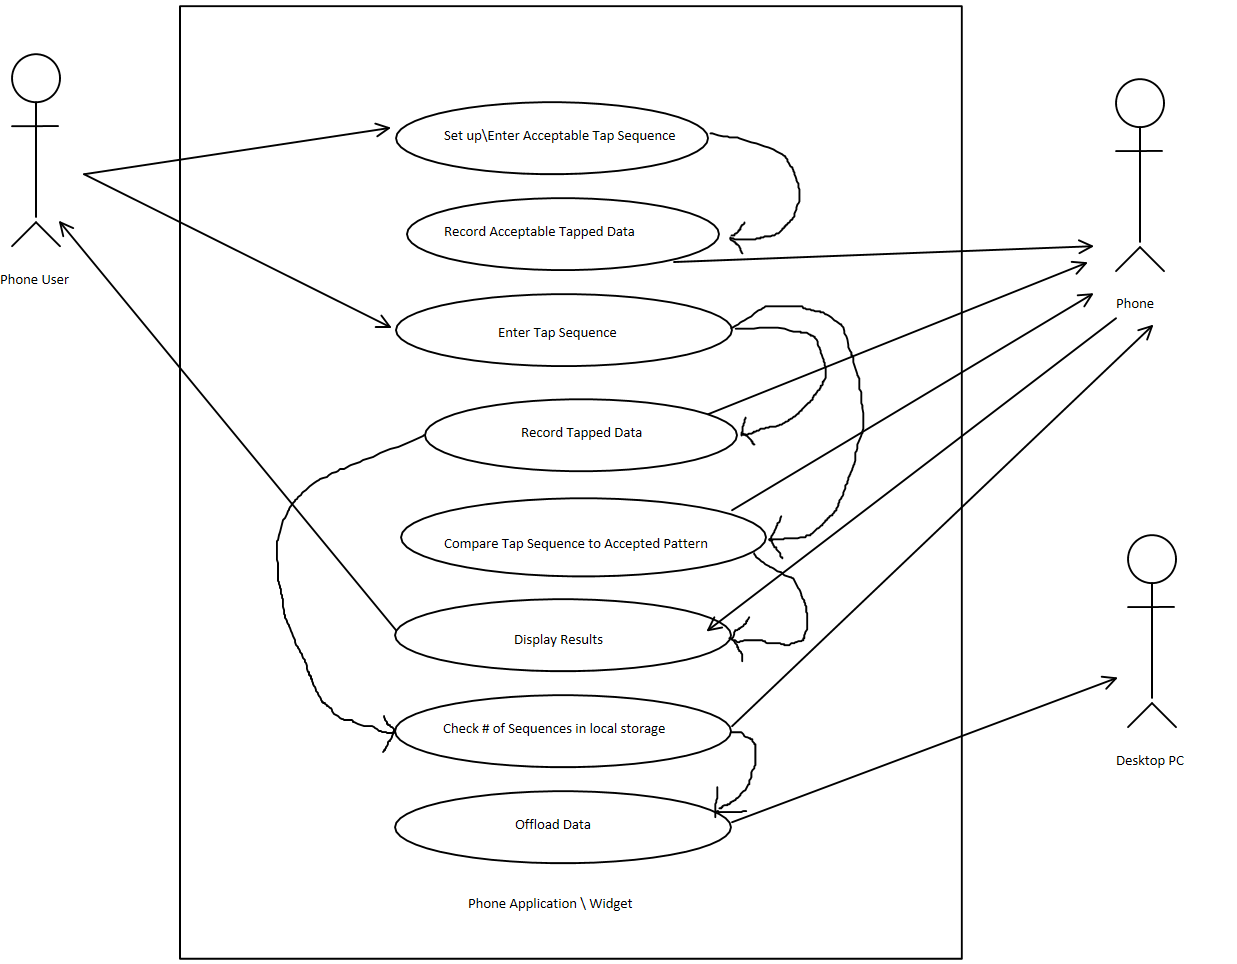 Set up\Enter Acceptable Tap Sequence
Record Acceptable Tapped Data
Phone User
Phone
Enter Tap Sequence
Record Tapped Data
Compare Tap Sequence to Accepted Pattern
Display Results
Check # of Sequences in local storage
Desktop PC
Offload Data
Phone Application \ Widget